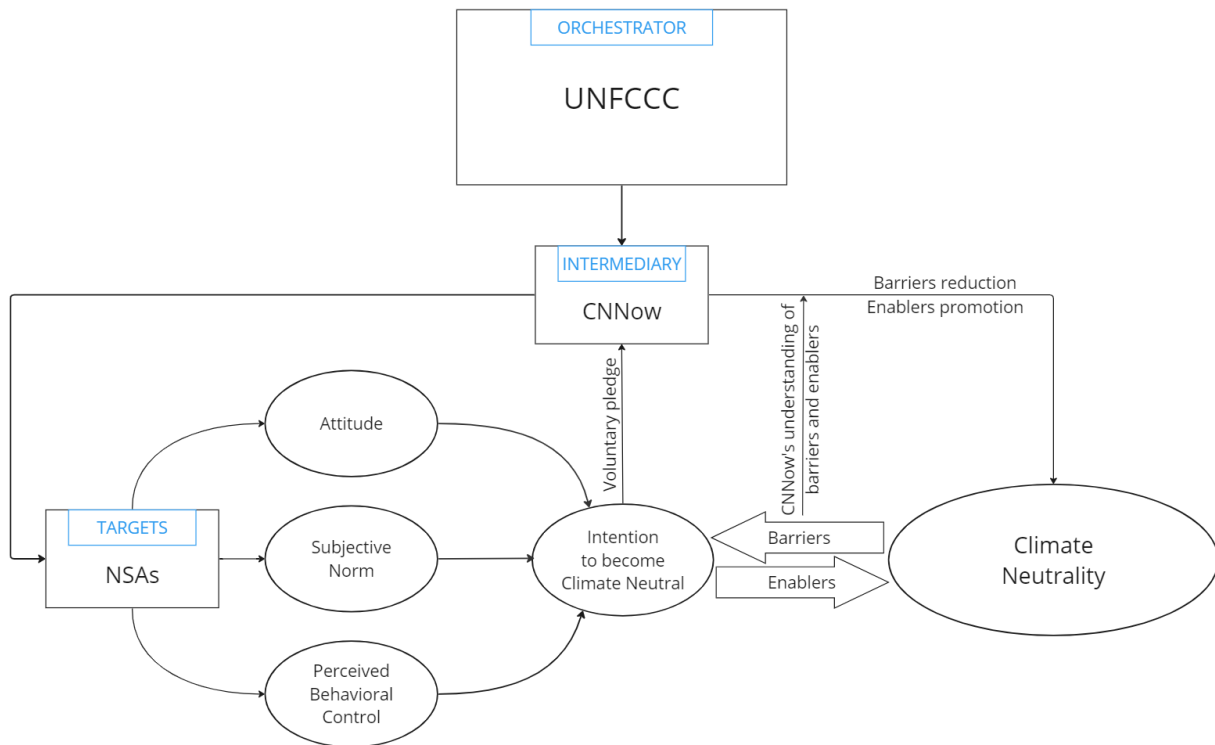 ORCHESTRATOR
UNFCCC
INTERMEDIARY
CNNow
Barriers reduction
Enablers promotion
CNNow's understanding of
barriers and enablers
Voluntary pledge
Attitude
TARGETS
NSAs
Subjective
Norm
Intention
to become
Climate Neutral
Barriers
Enablers
Climate
Neutrality
Perceived
Behavioral
Control